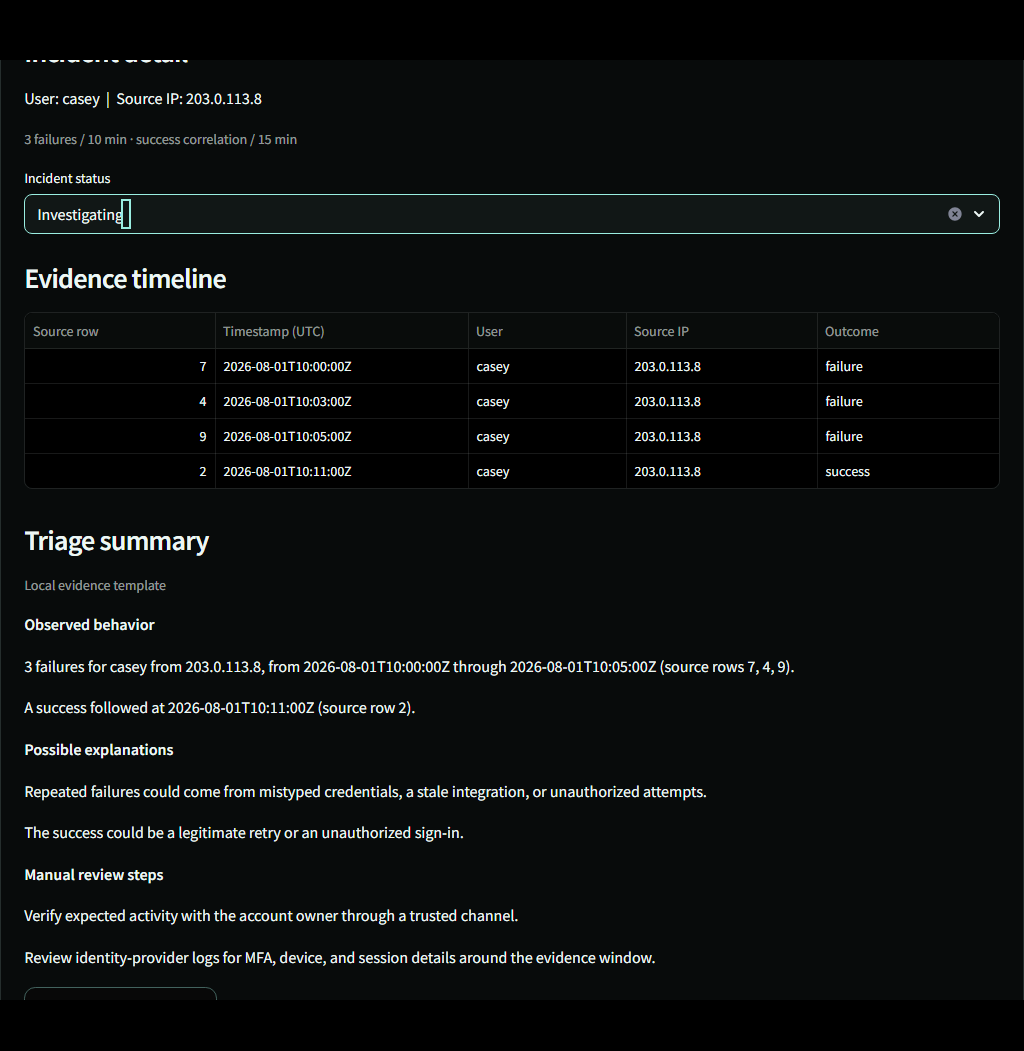 Incident detail
User: casey | Source IP: 203.0.113.8
3 failures / 10 min · success correlation / 15 min
Incident status
Investigating
Evidence timeline
Source row Timestamp (UTC) User Source IP Outcome
7 2026-08-01T10:00:00Z casey 203.0.113.8 failure
4 2026-08-01T10:03:00Z casey 203.0.113.8 failure
9 2026-08-01T10:05:00Z casey 203.0.113.8 failure
2 2026-08-01T10:11:00Z casey 203.0.113.8 success
Triage summary
Local evidence template
Observed behavior
3 failures for casey from 203.0.113.8, from 2026-08-01T10:00:00Z through 2026-08-01T10:05:00Z (source rows 7, 4, 9).
A success followed at 2026-08-01T10:11:00Z (source row 2).
Possible explanations
Repeated failures could come from mistyped credentials, a stale integration, or unauthorized attempts.
The success could be a legitimate retry or an unauthorized sign-in.
Manual review steps
Verify expected activity with the account owner through a trusted channel.
Review identity-provider logs for MFA, device, and session details around the evidence window.